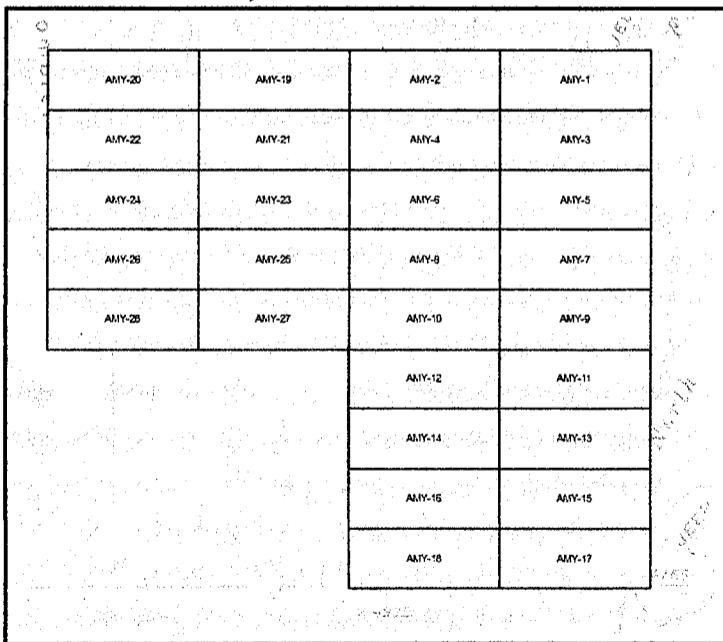 AMY-20 AMY-19 AMY-2 AMY-1
AMY-22 AMY-21 AMY-4 AMY-3
AMY-24 AMY-23 AMY-6 AMY-5
AMY-26 AMY-25 AMY-8 AMY-7
AMY-28 AMY-27 AMY-10 AMY-9
AMY-12 AMY-11
AMY-14 AMY-13
AMY-16 AMY-15
AMY-18 AMY-17
North